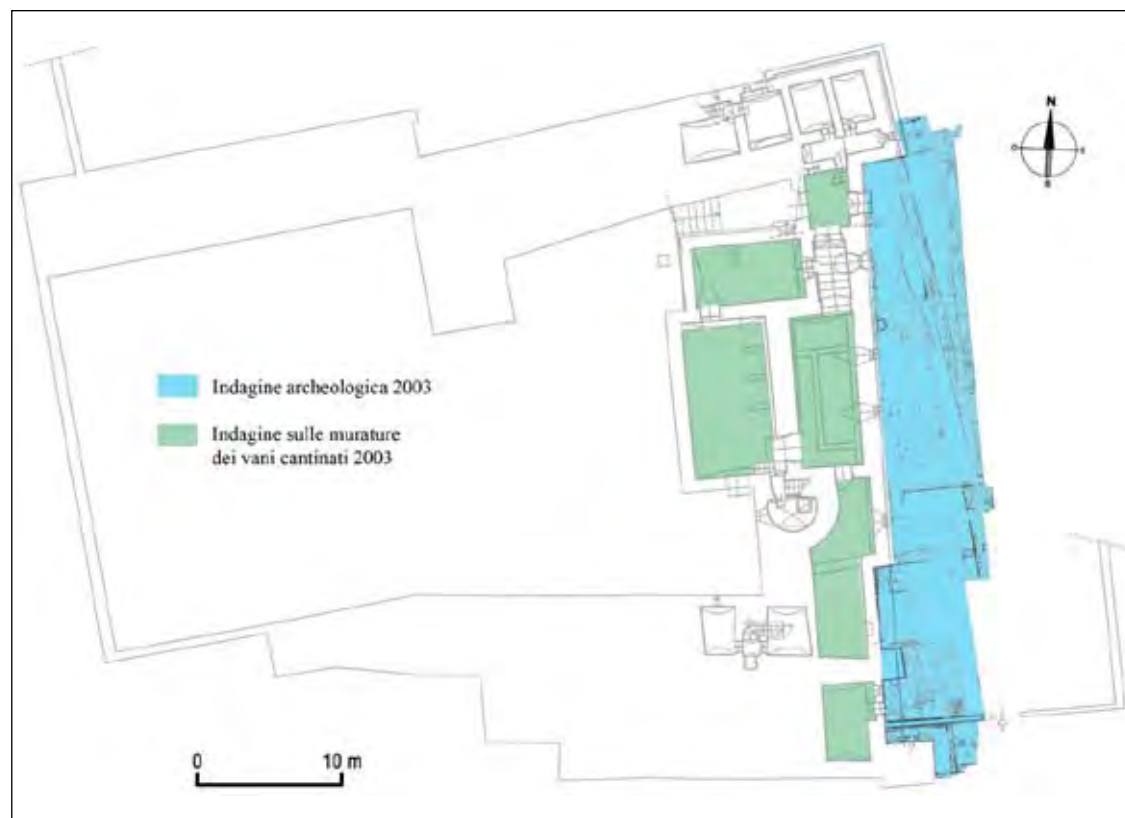 N
O
E
S
Indagine archeologica 2003
Indagine sulle murature
dei vani cantinati 2003
0
10 m